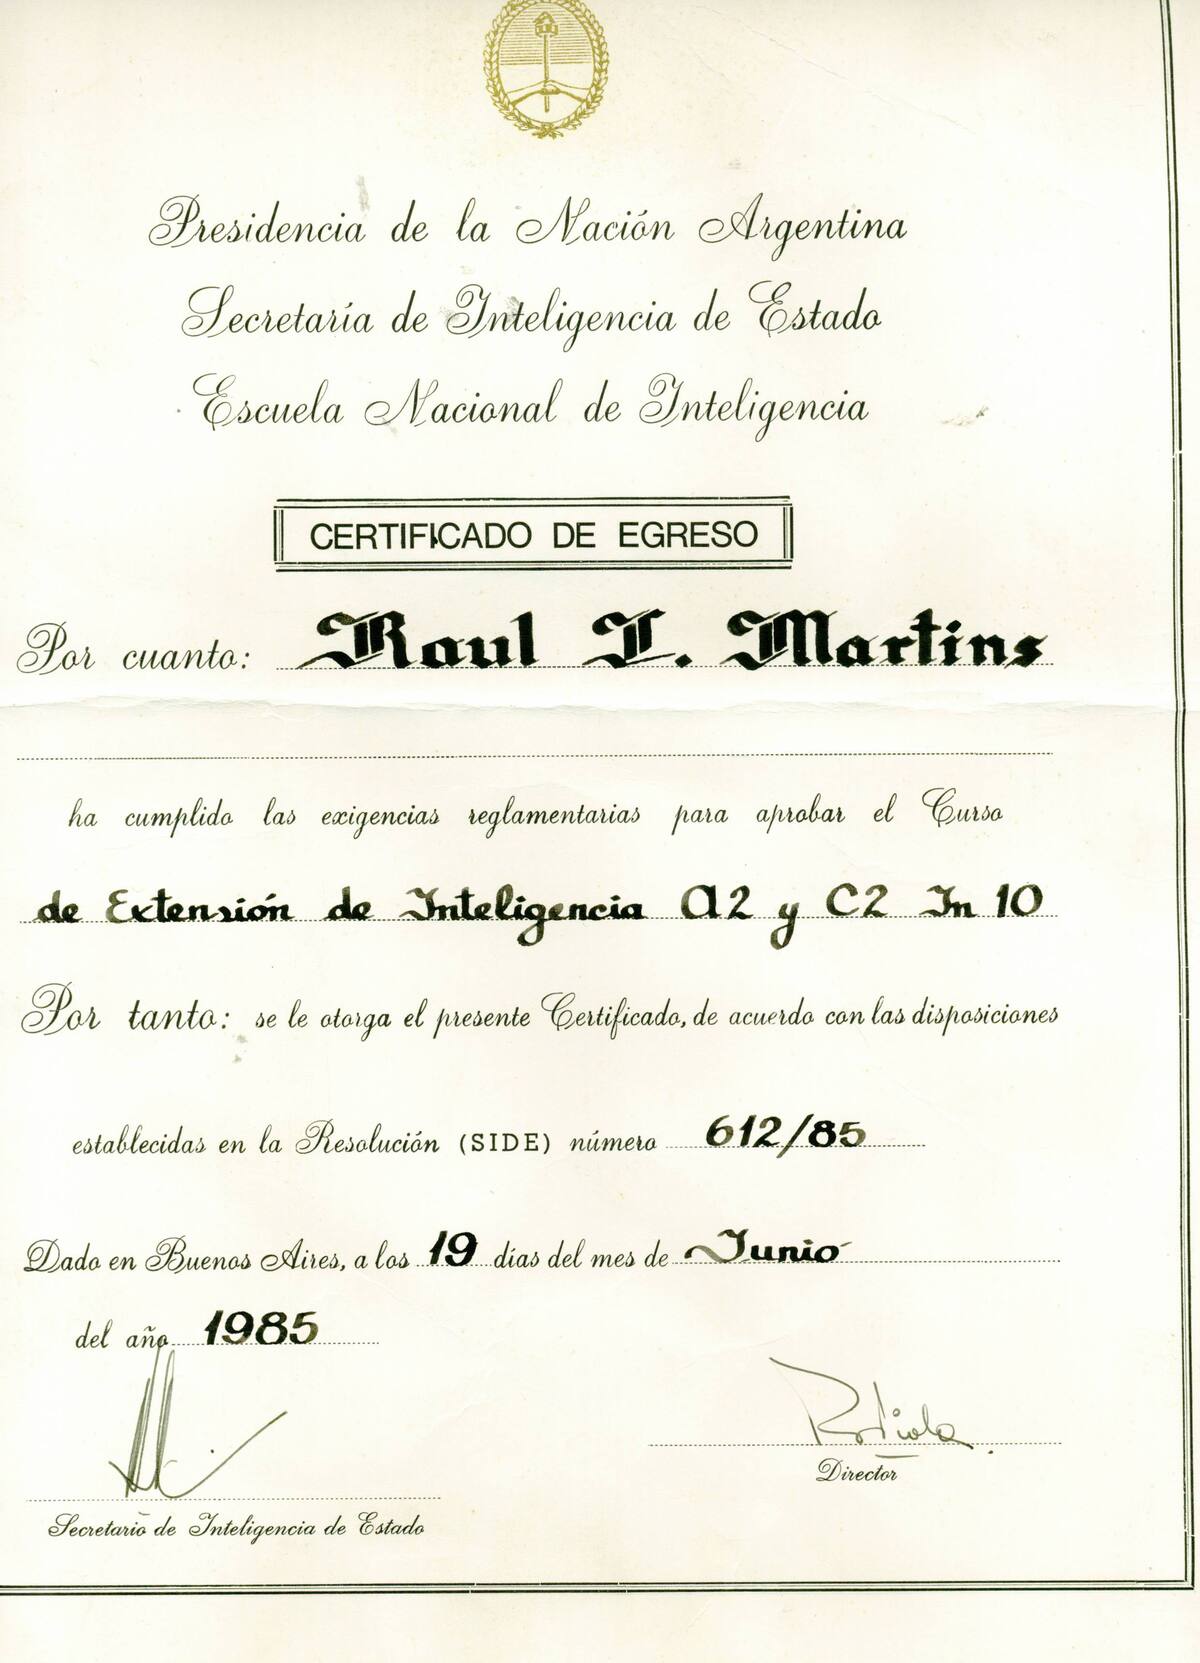 Presidencia de la Nación Argentina
Secretaría de Inteligencia de Estado
Escuela Nacional de Inteligencia
CERTIFICADO DE EGRESO
Por cuanto: Raul L. Martins
ha cumplido las exigencias reglamentarias para aprobar el Curso
de Extensión de Inteligencia A2 y C2 In 10
Por tanto: se le otorga el presente Certificado, de acuerdo con las disposiciones
establecidas en la Resolución (SIDE) número 612/85
Dado en Buenos Aires, a los 19 días del mes de Junio
del año 1985
Director
Secretario de Inteligencia de Estado